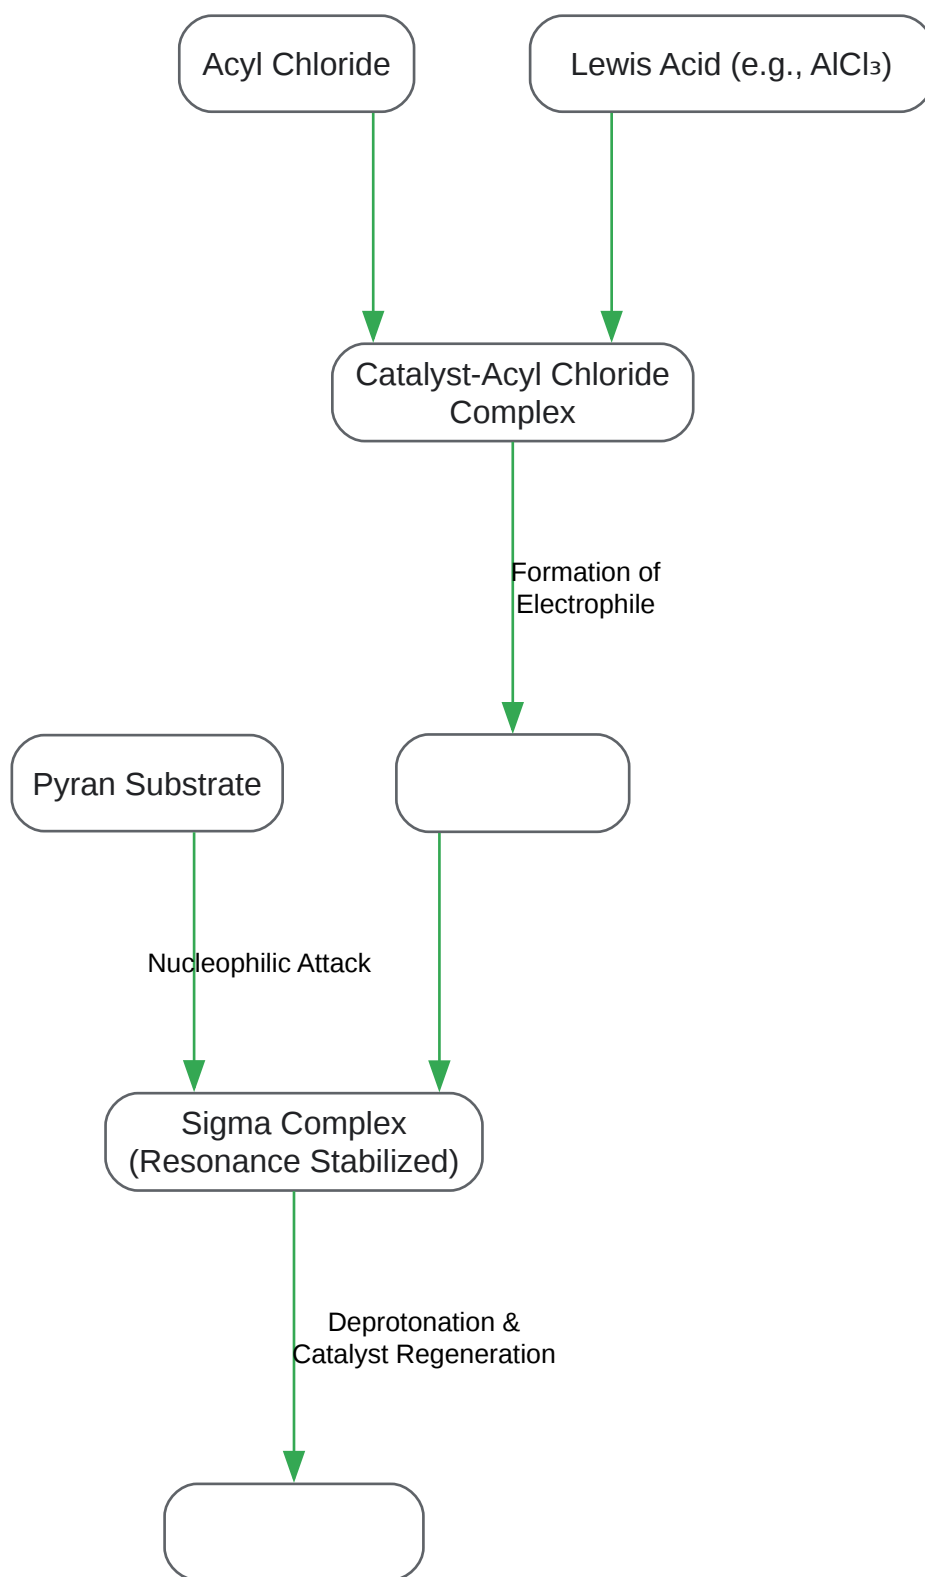 Acyl Chloride
Lewis Acid (e.g., AlCl₃)
Catalyst-Acyl Chloride
Complex
Formation of
Electrophile
Pyran Substrate
Nucleophilic Attack
Sigma Complex
(Resonance Stabilized)
Deprotonation &
Catalyst Regeneration